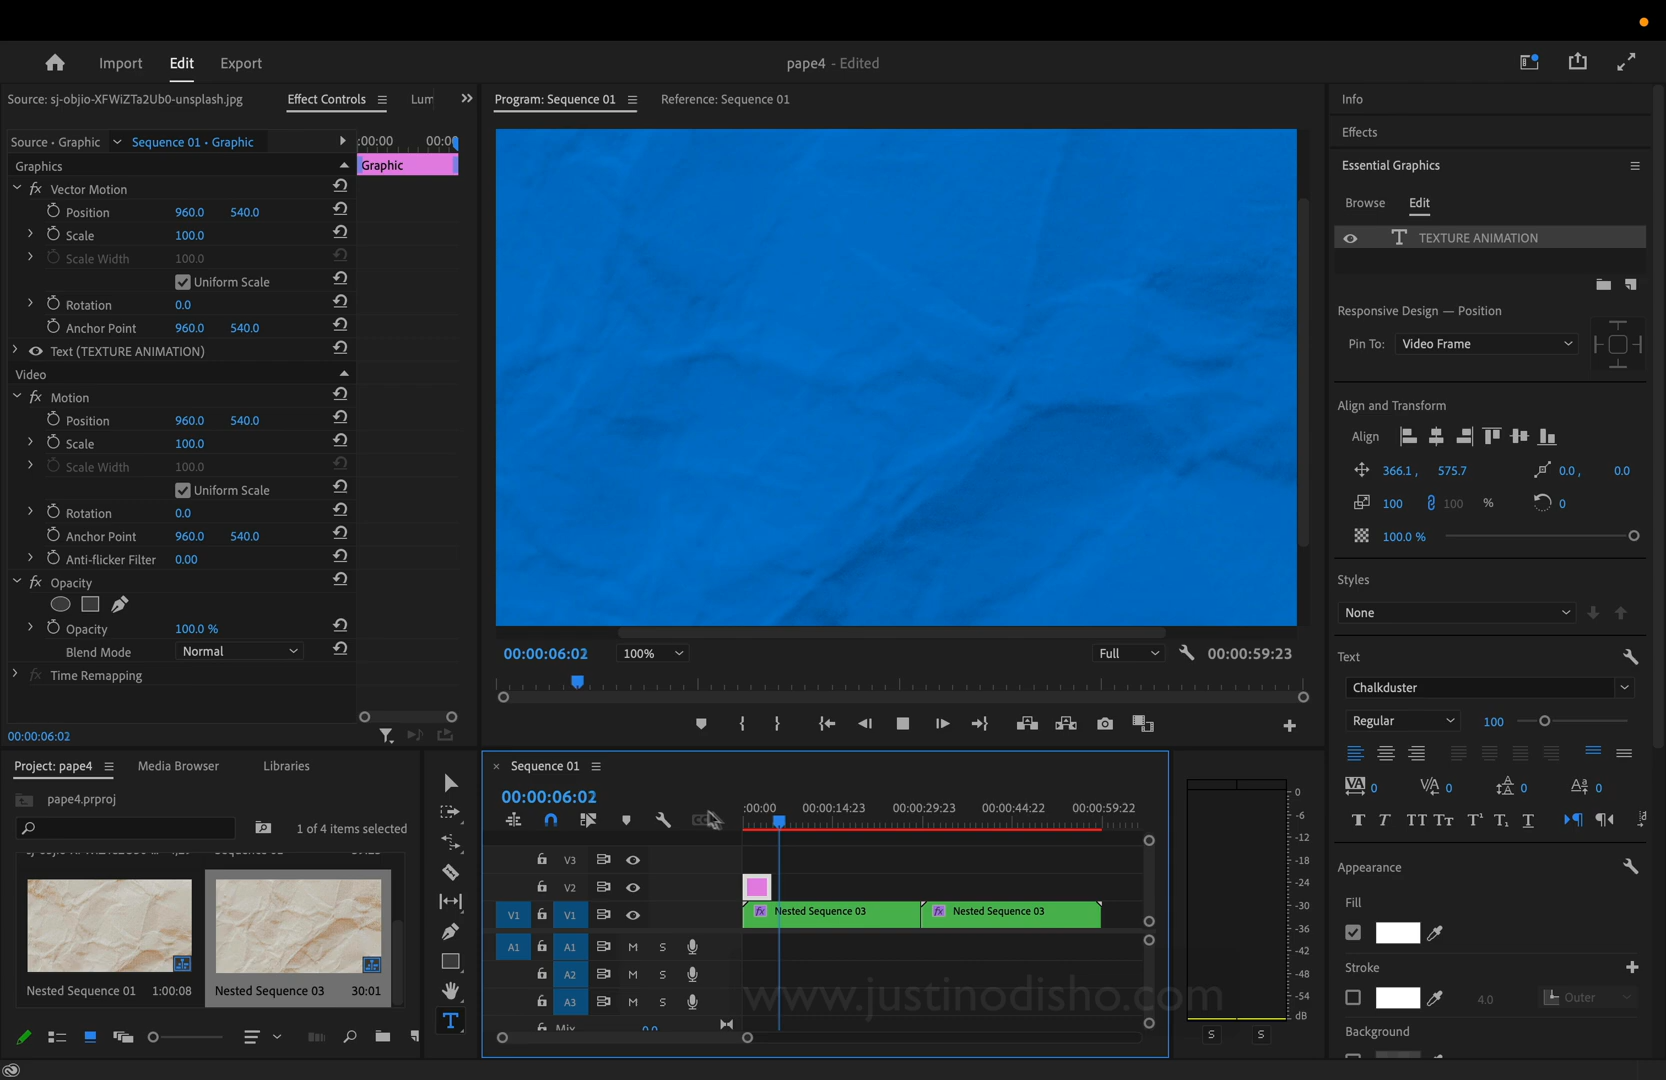 Import Edit Export
pape4 - Edited
Source: sj-objio-XFWiZTa2Ub0-unsplash.jpg Effect Controls Lum
Source • Graphic Sequence 01 • Graphic :00:00 00:00
Graphics Graphic
fx Vector Motion
Position 960.0 540.0
Scale 100.0
Scale Width 100.0
Uniform Scale
Rotation 0.0
Anchor Point 960.0 540.0
Text (TEXTURE ANIMATION)
Video
fx Motion
Position 960.0 540.0
Scale 100.0
Scale Width 100.0
Uniform Scale
Rotation 0.0
Anchor Point 960.0 540.0
Anti-flicker Filter 0.00
fx Opacity
Opacity 100.0 %
Blend Mode Normal
fx Time Remapping
00:00:06:02
Program: Sequence 01 Reference: Sequence 01
00:00:06:02 100% Full 00:00:59:23
Info
Effects
Essential Graphics
Browse Edit
T TEXTURE ANIMATION
Responsive Design — Position
Pin To: Video Frame
Align and Transform
Align
366.1 , 575.7 0.0 , 0.0
100 100 % 0
100.0 %
Styles
None
Text
Chalkduster
Regular 100
0 0 0 0
Appearance
Fill
Stroke
4.0 Outer
Background
Project: pape4 Media Browser Libraries
pape4.prproj
1 of 4 items selected
Nested Sequence 01 1:00:08 Nested Sequence 03 30:01
Sequence 01
00:00:06:02
:00:00 00:00:14:23 00:00:29:23 00:00:44:22 00:00:59:22
V3
V2
V1 V1 fx Nested Sequence 03 fx Nested Sequence 03
A1 A1 M S
A2 M S
A3 M S
Mix 0.0
www.justinodisho.com
0
-6
-12
-18
-24
-30
-36
-42
-48
-54
dB
S S